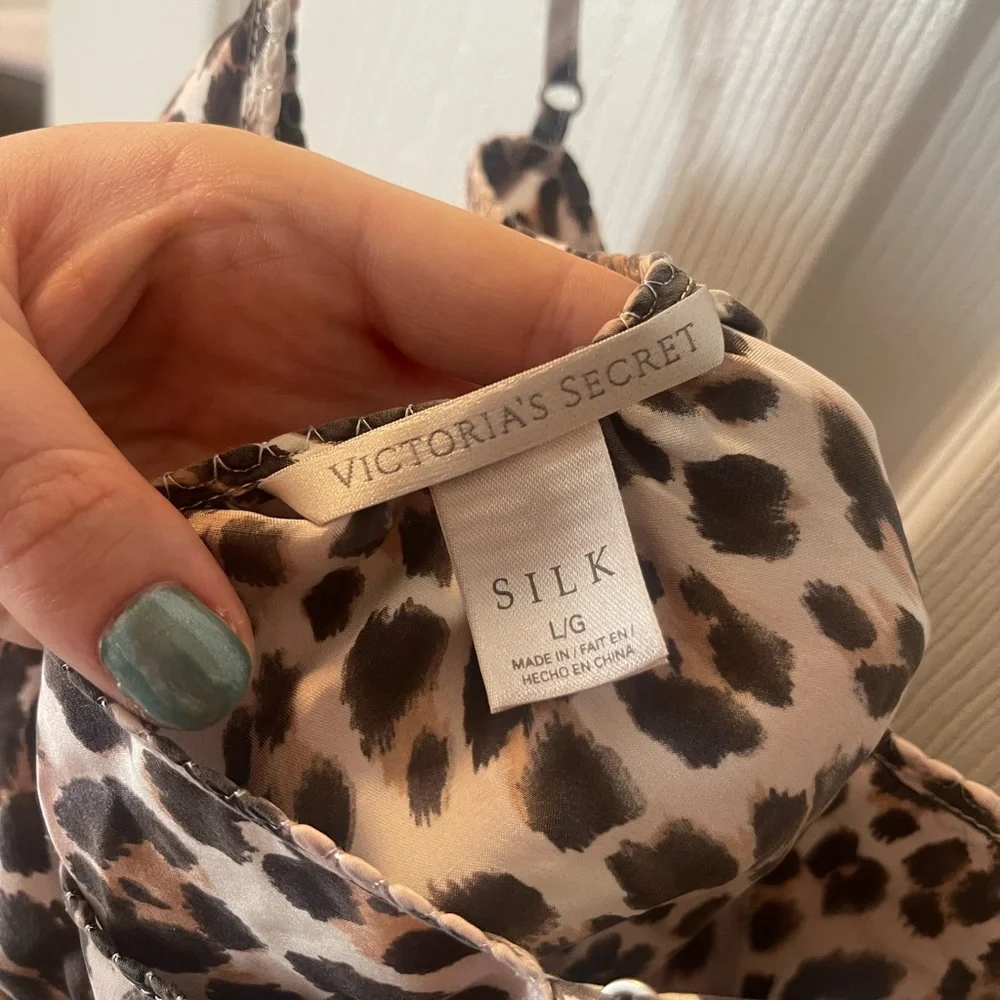 VICTORIA'S SECRET
SILK
L/G
MADE IN / FAIT EN /
HECHO EN CHINA